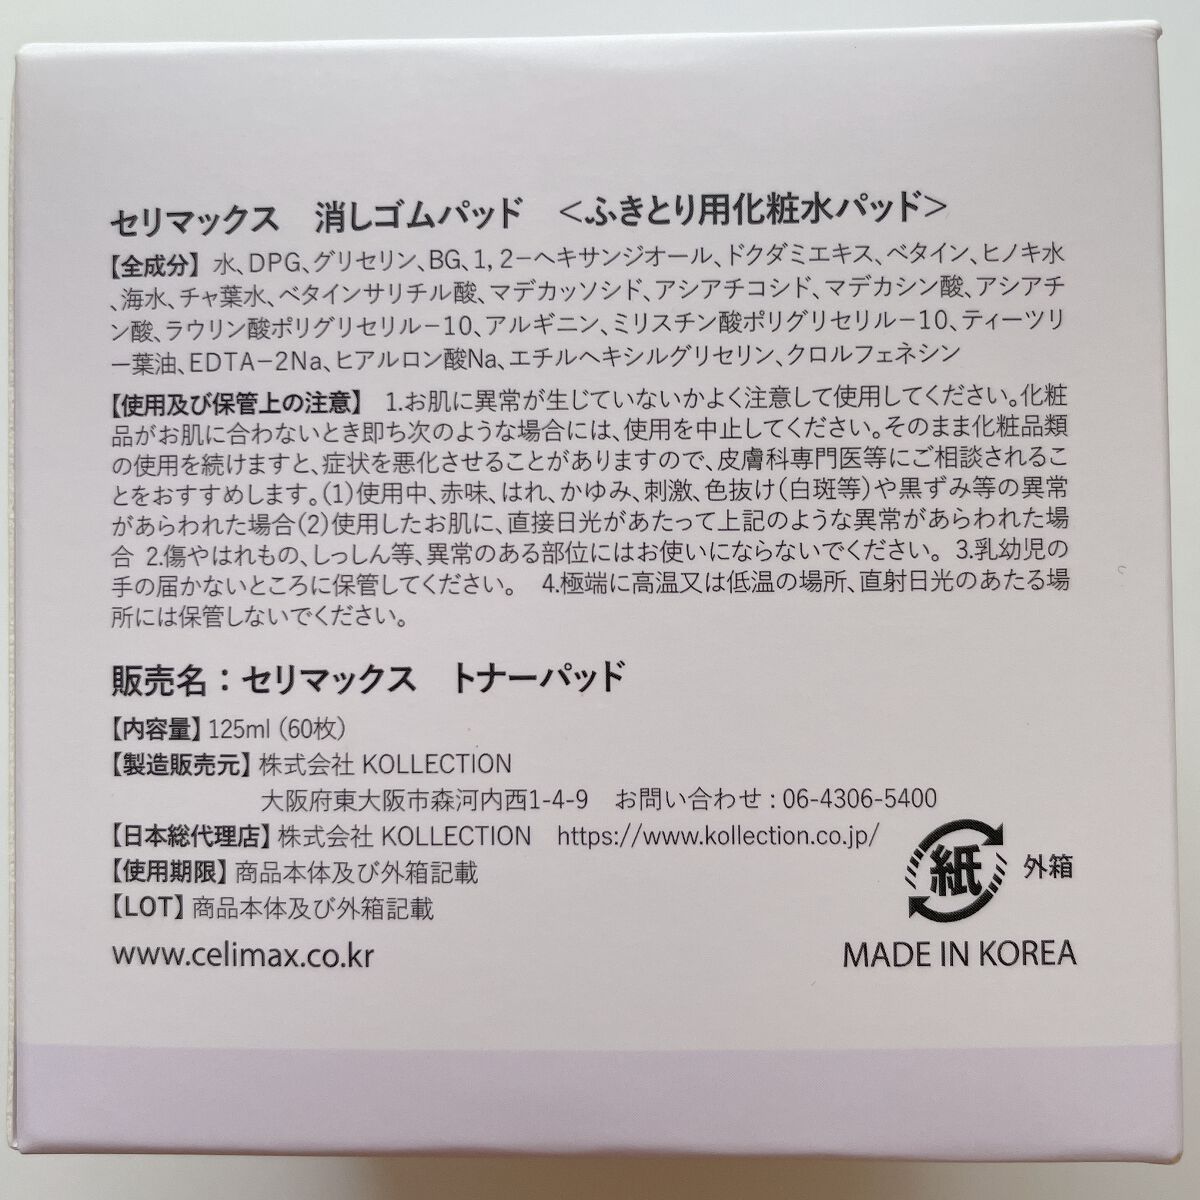 セリマックス　消しゴムパッド　＜ふきとり用化粧水パッド＞
【全成分】水、DPG、グリセリン、BG、1, 2－ヘキサンジオール、ドクダミエキス、ベタイン、ヒノキ水
、海水、チャ葉水、ベタインサリチル酸、マデカッソシド、アシアチコシド、マデカシン酸、アシアチ
ン酸、ラウリン酸ポリグリセリル－10、アルギニン、ミリスチン酸ポリグリセリル－10、ティーツリ
ー葉油、EDTA－2Na、ヒアルロン酸Na、エチルヘキシルグリセリン、クロルフェネシン
【使用及び保管上の注意】 1.お肌に異常が生じていないかよく注意して使用してください。化粧
品がお肌に合わないとき即ち次のような場合には、使用を中止してください。そのまま化粧品類
の使用を続けますと、症状を悪化させることがありますので、皮膚科専門医等にご相談されるこ
とをおすすめします。(1)使用中、赤味、はれ、かゆみ、刺激、色抜け(白斑等)や黒ずみ等の異常
があらわれた場合(2)使用したお肌に、直接日光があたって上記のような異常があらわれた場
合 2.傷やはれもの、しっしん等、異常のある部位にはお使いにならないでください。 3.乳幼児の
手の届かないところに保管してください。　4.極端に高温又は低温の場所、直射日光のあたる場
所には保管しないでください。
販売名：セリマックス　トナーパッド
【内容量】125ml (60枚)
【製造販売元】株式会社 KOLLECTION
大阪府東大阪市森河内西1-4-9　お問い合わせ : 06-4306-5400
【日本総代理店】株式会社 KOLLECTION　https://www.kollection.co.jp/
【使用期限】商品本体及び外箱記載
【LOT】商品本体及び外箱記載
紙 外箱
www.celimax.co.kr
MADE IN KOREA